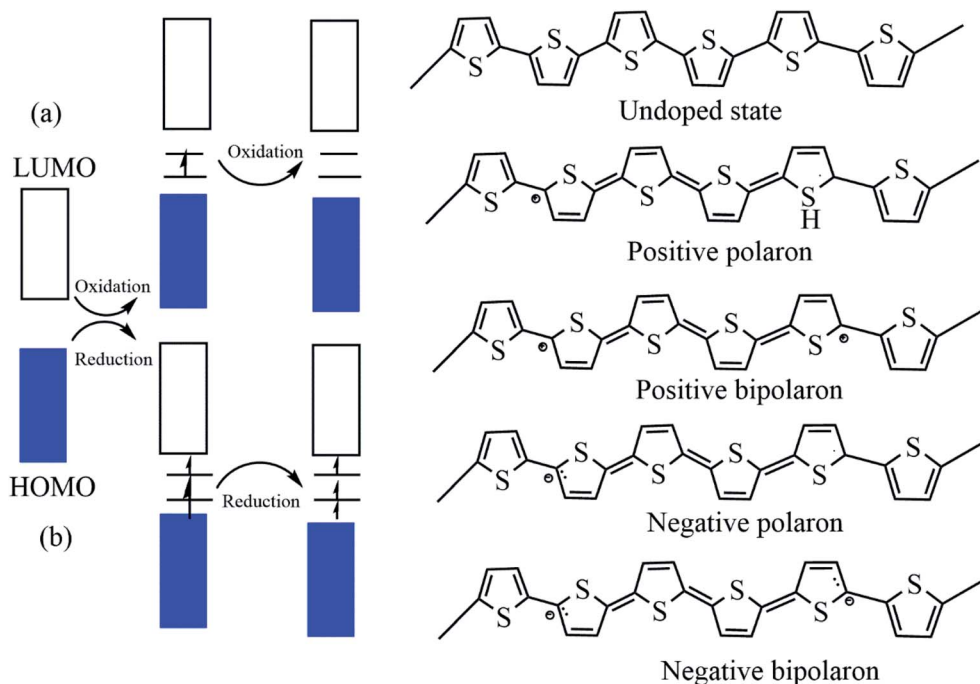 (a)
LUMO
Oxidation
Reduction
HOMO
(b)
Oxidation
Reduction
S S S S S S
Undoped state
S S S S S S
H
Positive polaron
S S S S S S
Positive bipolaron
S S S S S S
Negative polaron
S S S S S S
Negative bipolaron